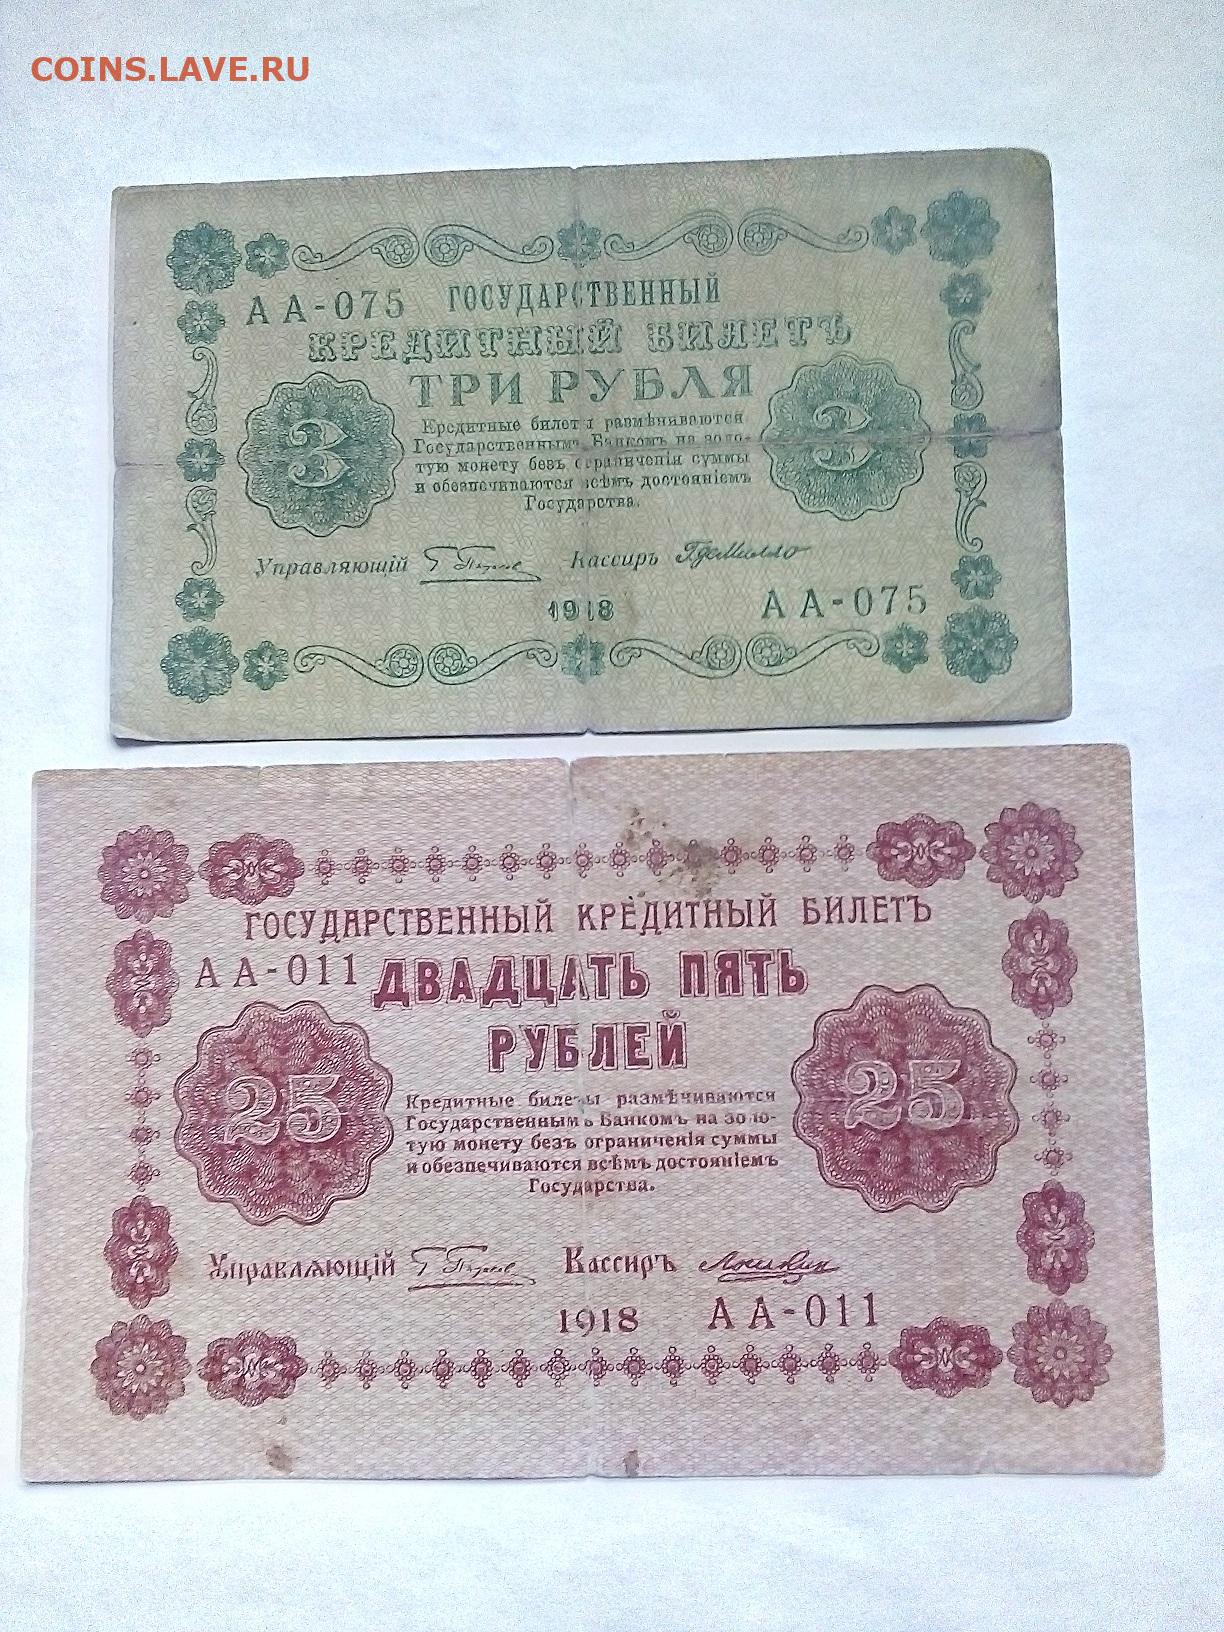 COINS.LAVE.RU
АА-075 ГОСУДАРСТВЕННЫЙ
КРЕДИТНЫЙ БИЛЕТЪ
ТРИ РУБЛЯ
3 3
Кредитные билеты размѣниваются
Государственнымъ Банкомъ на золо-
тую монету безъ ограниченія суммы
и обезпечиваются всѣмъ достояніемъ
Государства.
Управляющій Кассиръ
1918 АА-075
ГОСУДАРСТВЕННЫЙ КРЕДИТНЫЙ БИЛЕТЪ
АА-011 ДВАДЦАТЬ ПЯТЬ
РУБЛЕЙ
25 25
Кредитные билеты размѣниваются
Государственнымъ Банкомъ на золо-
тую монету безъ ограниченія суммы
и обезпечиваются всѣмъ достояніемъ
Государства.
Управляющій Кассиръ
1918 АА-011